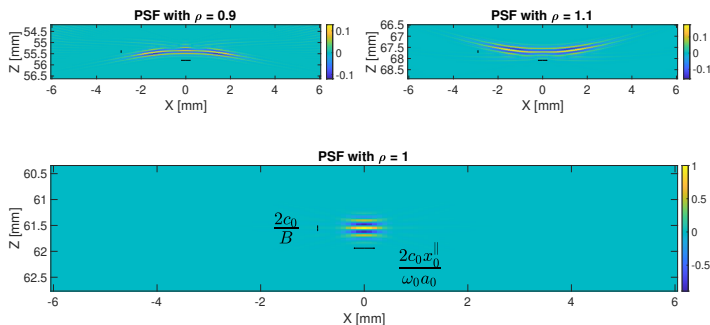 PSF with ρ = 0.9
54.5
55
55.5
56
56.5
Z [mm]
-6 -4 -2 0 2 4 6
X [mm]
0.1
0
-0.1
PSF with ρ = 1.1
66.5
67
67.5
68
68.5
Z [mm]
-6 -4 -2 0 2 4 6
X [mm]
0.1
0
-0.1
PSF with ρ = 1
60.5
61
61.5
62
62.5
Z [mm]
2c₀
B
2c₀x₀^∥
ω₀a₀
-6 -4 -2 0 2 4 6
X [mm]
1
0.5
0
-0.5